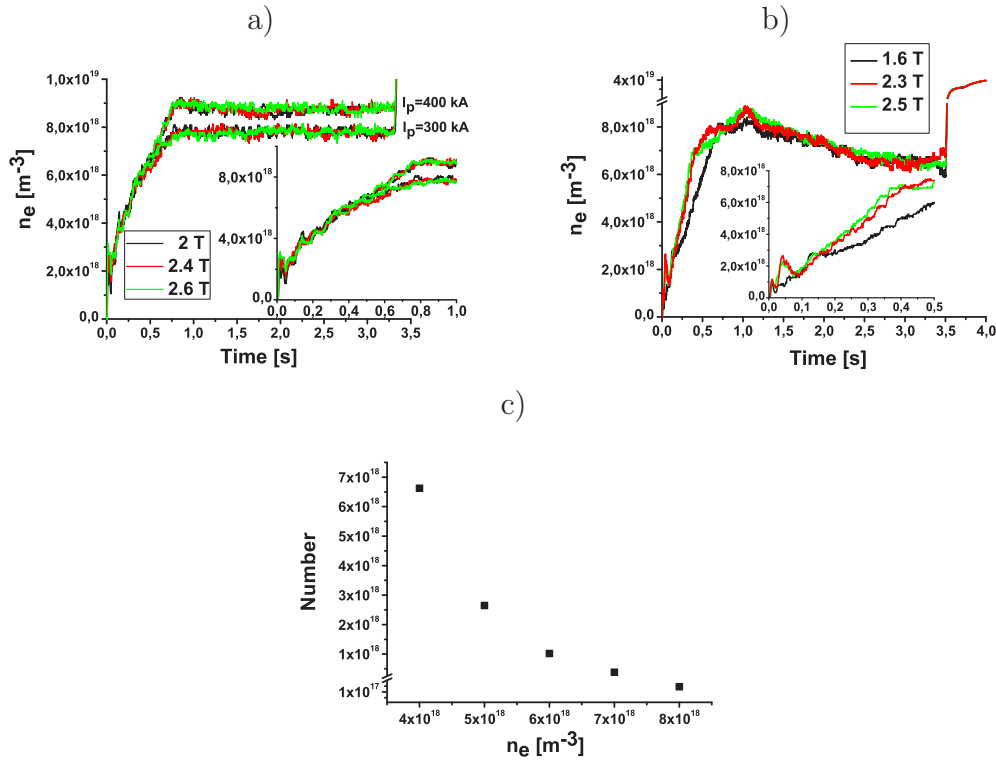 a)
1,0x10¹⁹
8,0x10¹⁸
6,0x10¹⁸
4,0x10¹⁸
2,0x10¹⁸
0,0
nₑ [m⁻³]
Iₚ=400 kA
Iₚ=300 kA
2 T
2.4 T
2.6 T
8,0x10¹⁸
4,0x10¹⁸
0,0
0,0 0,2 0,4 0,6 0,8 1,0
0,0 0,5 1,0 1,5 2,0 2,5 3,0 3,5
Time [s]
b)
4x10¹⁹
8,0x10¹⁸
6,0x10¹⁸
4,0x10¹⁸
2,0x10¹⁸
0,0
nₑ [m⁻³]
1.6 T
2.3 T
2.5 T
8,0x10¹⁸
6,0x10¹⁸
4,0x10¹⁸
2,0x10¹⁸
0,0
0,0 0,1 0,2 0,3 0,4 0,5
0,0 0,5 1,0 1,5 2,0 2,5 3,0 3,5 4,0
Time [s]
c)
7x10¹⁸
6x10¹⁸
5x10¹⁸
4x10¹⁸
3x10¹⁸
2x10¹⁸
1x10¹⁸
1x10¹⁷
Number
4x10¹⁸ 5x10¹⁸ 6x10¹⁸ 7x10¹⁸ 8x10¹⁸
nₑ [m⁻³]